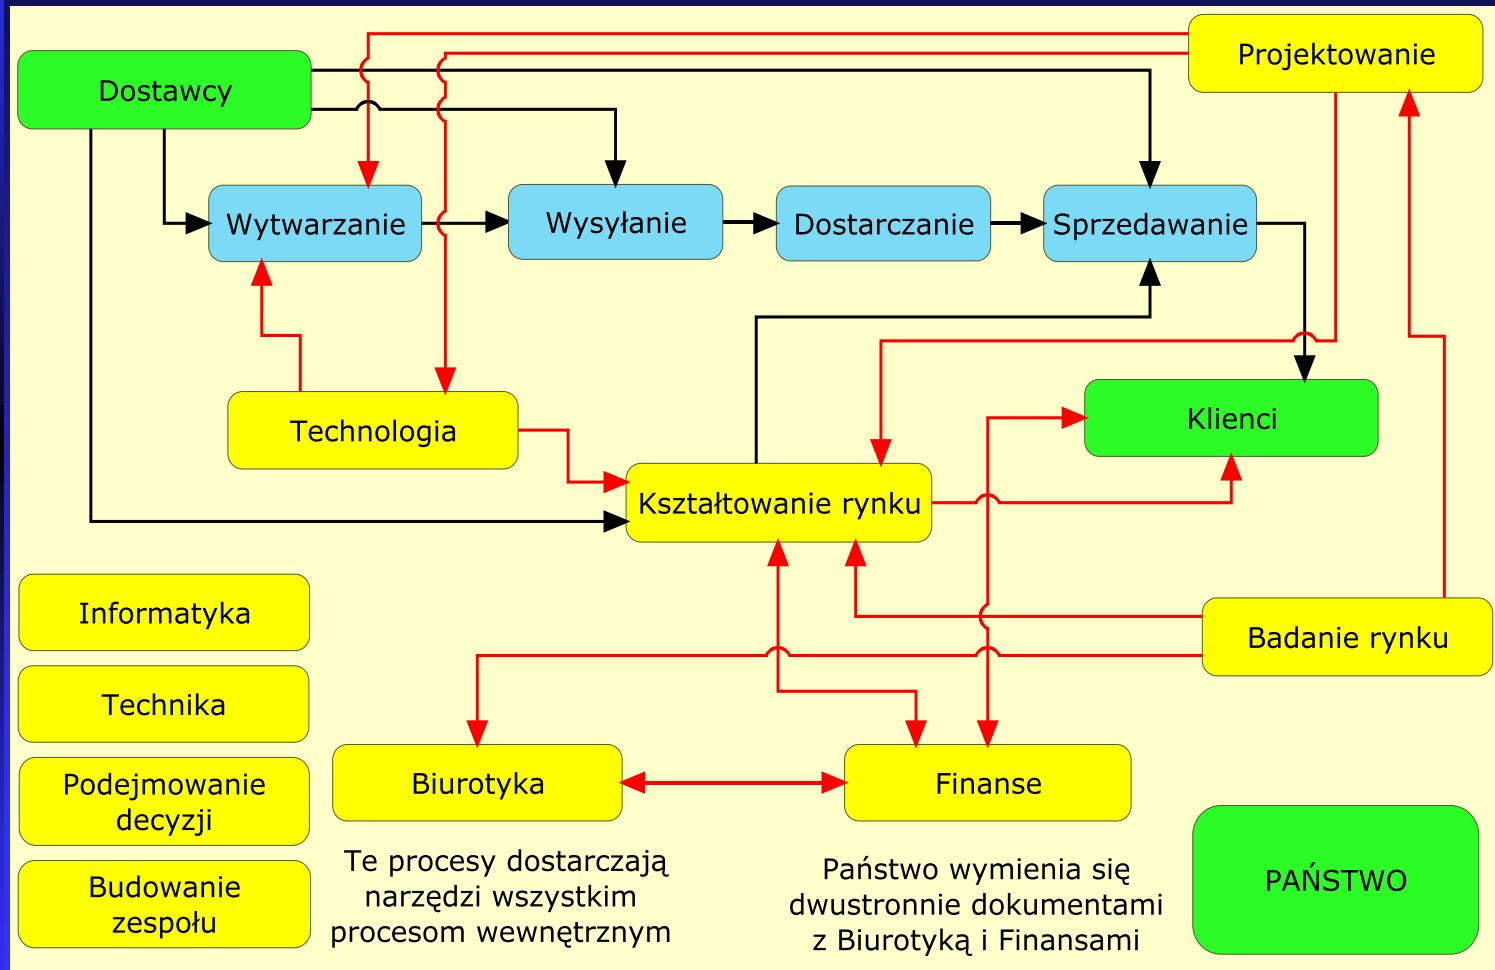 Projektowanie
Dostawcy
Wytwarzanie
Wysyłanie
Dostarczanie
Sprzedawanie
Technologia
Klienci
Kształtowanie rynku
Informatyka
Badanie rynku
Technika
Podejmowanie
decyzji
Biurotyka
Finanse
Budowanie
zespołu
Te procesy dostarczają
narzędzi wszystkim
procesom wewnętrznym
Państwo wymienia się
dwustronnie dokumentami
z Biurotyką i Finansami
PAŃSTWO